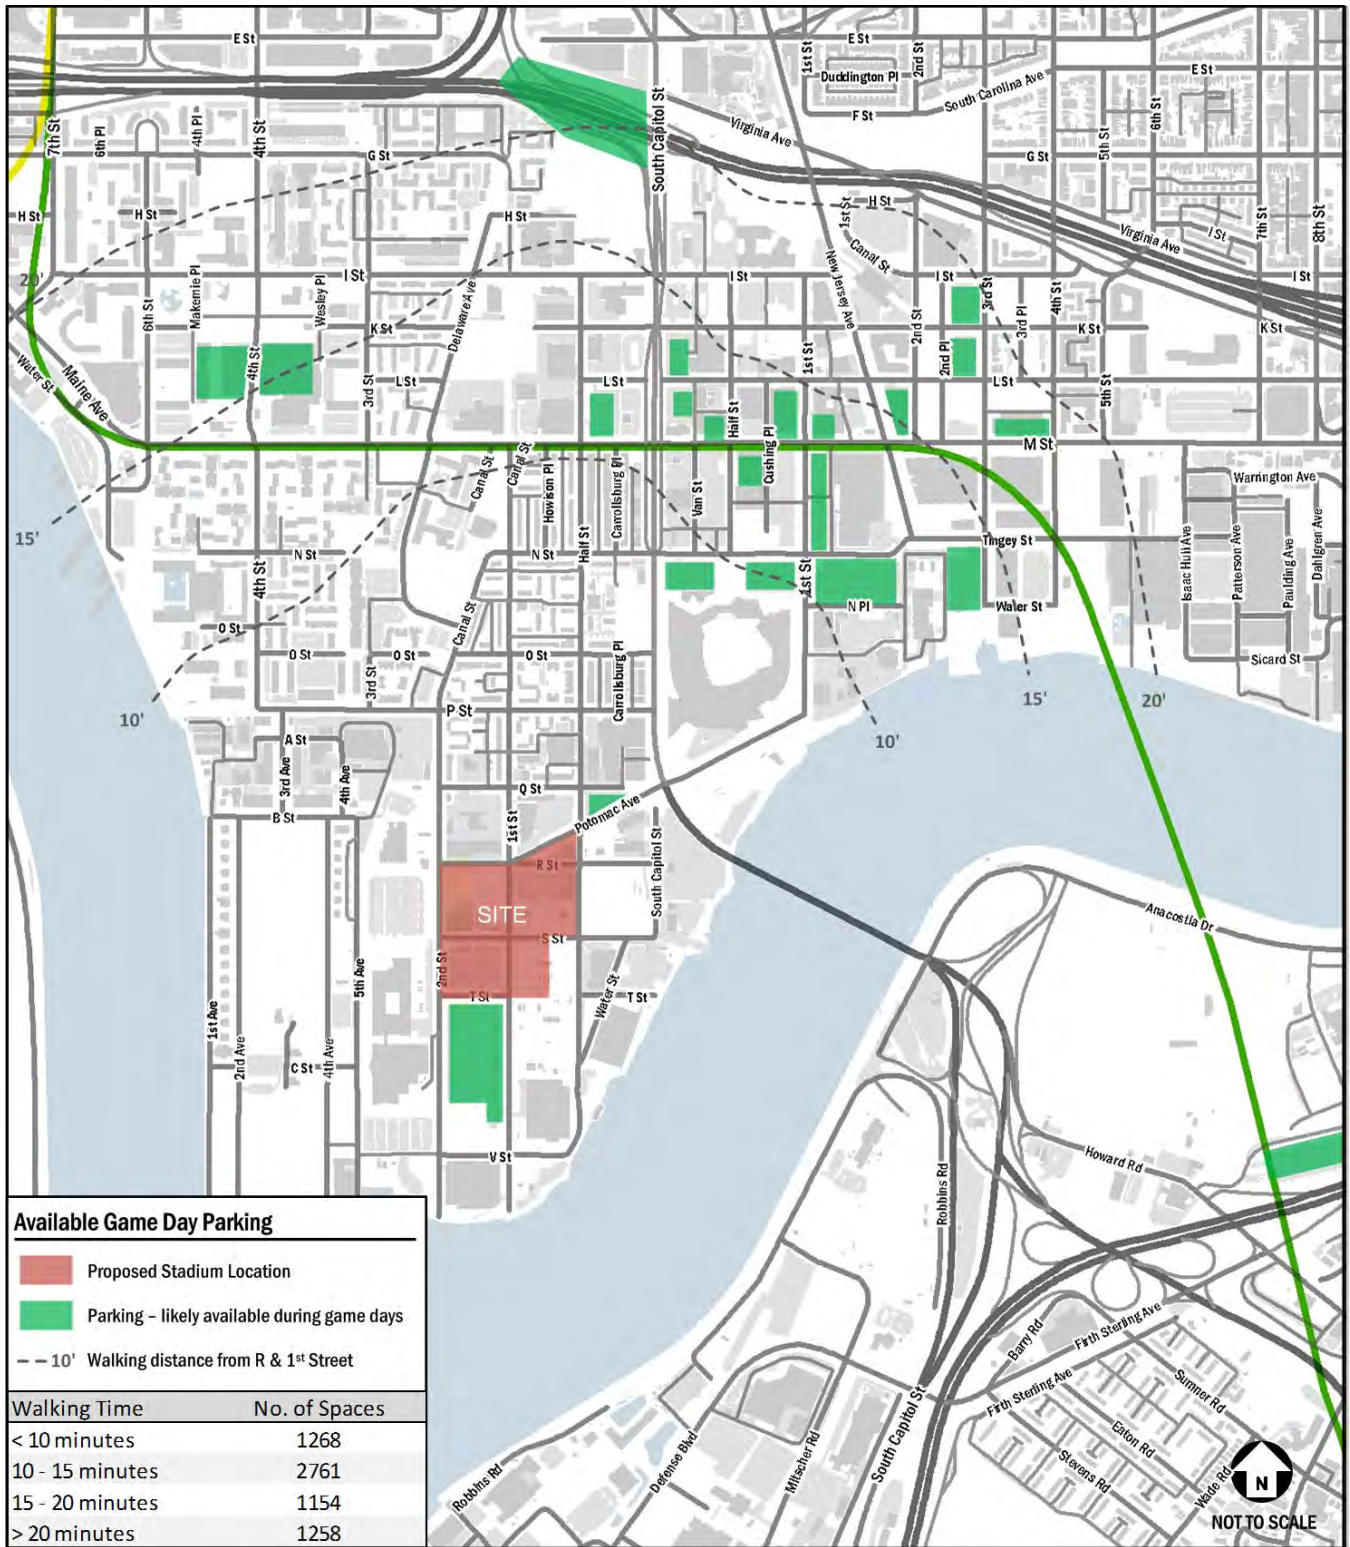 E St
E St
E St
1st St
2nd St
Duddington Pl
South Carolina Ave
F St
Virginia Ave
South Capitol St
7th St
6th Pl
4th Pl
4th St
G St
G St
5th St
6th St
H St
H St
H St
H St
1st St
Canal St
I St
Virginia Ave
7th St
8th St
20'
I St
I St
I St
I St
Makemie Pl
Wesley Pl
Delaware Ave
New Jersey Ave
3rd St
4th St
6th St
K St
2nd St
3rd Pl
K St
K St
Water St
Maine Ave
4th St
3rd St
L St
L St
1st St
2nd Pl
L St
5th St
Half St
Cushing Pl
M St
Canal St
Canal St
Howison Pl
Carrollsburg Pl
Van St
Warrington Ave
15'
N St
N St
Half St
Tingey St
Isaac Hull Ave
Patterson Ave
Paulding Ave
Dahlgren Ave
4th St
Canal St
1st St
N Pl
Water St
O St
O St
O St
O St
3rd St
Carrollsburg Pl
Sicard St
10'
P St
15'
20'
10'
A St
3rd Ave
4th Ave
B St
Q St
1st St
Potomac Ave
R St
South Capitol St
SITE
S St
Anacostia Dr
2nd St
T St
T St
Water St
1st Ave
2nd Ave
4th Ave
5th Ave
C St
V St
Howard Rd
Robbins Rd
Barry Rd
Firth Sterling Ave
Firth Sterling Ave
Sumner Rd
Eaton Rd
Stevens Rd
Wade Rd
South Capitol St
Mitscher Rd
Defense Blvd
Robbins Rd
N
NOT TO SCALE
Available Game Day Parking
Proposed Stadium Location
Parking – likely available during game days
10' Walking distance from R & 1st Street
Walking Time No. of Spaces
< 10 minutes 1268
10 - 15 minutes 2761
15 - 20 minutes 1154
> 20 minutes 1258